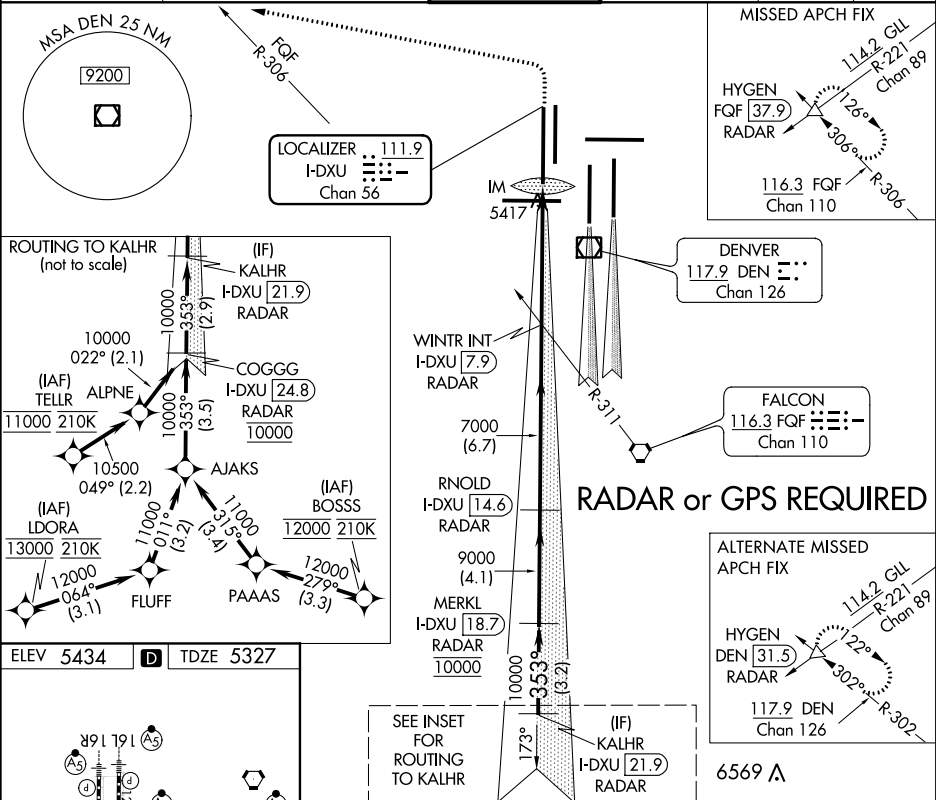 MSA DEN 25 NM
9200
FQF
R-306
LOCALIZER 111.9
I-DXU
Chan 56
IM
5417
MISSED APCH FIX
114.2 GLL
R-221
Chan 89
HYGEN
FQF 37.9
RADAR
126°
306°
116.3 FQF
Chan 110
R-306
DENVER
117.9 DEN
Chan 126
ROUTING TO KALHR
(not to scale)
(IF)
KALHR
I-DXU 21.9
RADAR
10000
353°
(2.9)
10000
022° (2.1)
COGGG
I-DXU 24.8
RADAR
10000
(IAF)
TELLR
11000 210K
ALPNE
10000
353°
(3.5)
10500
049° (2.2)
AJAKS
(IAF)
LDORA
13000 210K
11000
011°
(3.2)
11000
315°
(3.4)
(IAF)
BOSSS
12000 210K
12000
064°
(3.1)
FLUFF
PAAAS
12000
279°
(3.3)
WINTR INT
I-DXU 7.9
RADAR
R-311
FALCON
116.3 FQF
Chan 110
7000
(6.7)
RNOLD
I-DXU 14.6
RADAR
RADAR or GPS REQUIRED
9000
(4.1)
MERKL
I-DXU 18.7
RADAR
10000
10000
353°
(3.2)
173°
SEE INSET
FOR
ROUTING
TO KALHR
(IF)
KALHR
I-DXU 21.9
RADAR
ALTERNATE MISSED
APCH FIX
114.2 GLL
R-221
Chan 89
HYGEN
DEN 31.5
RADAR
122°
302°
117.9 DEN
Chan 126
R-302
6569
ELEV 5434 D TDZE 5327
16R 16L
A5
A5
P
P